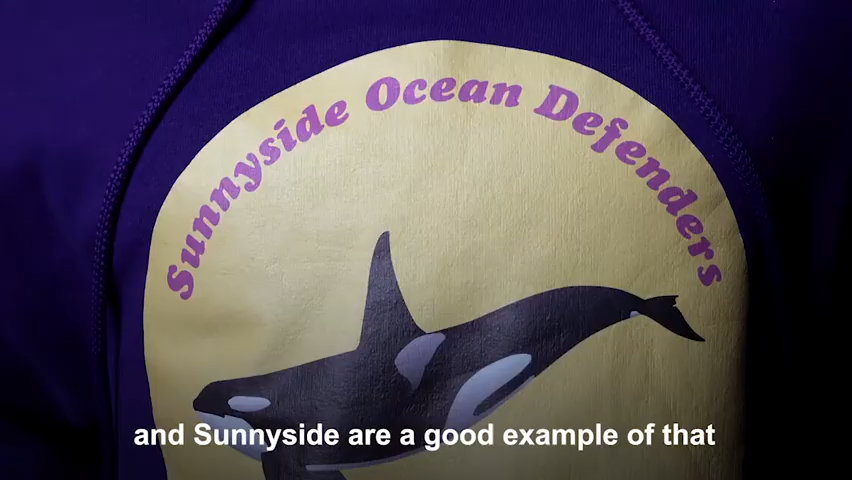 Sunnyside Ocean Defenders
and Sunnyside are a good example of that